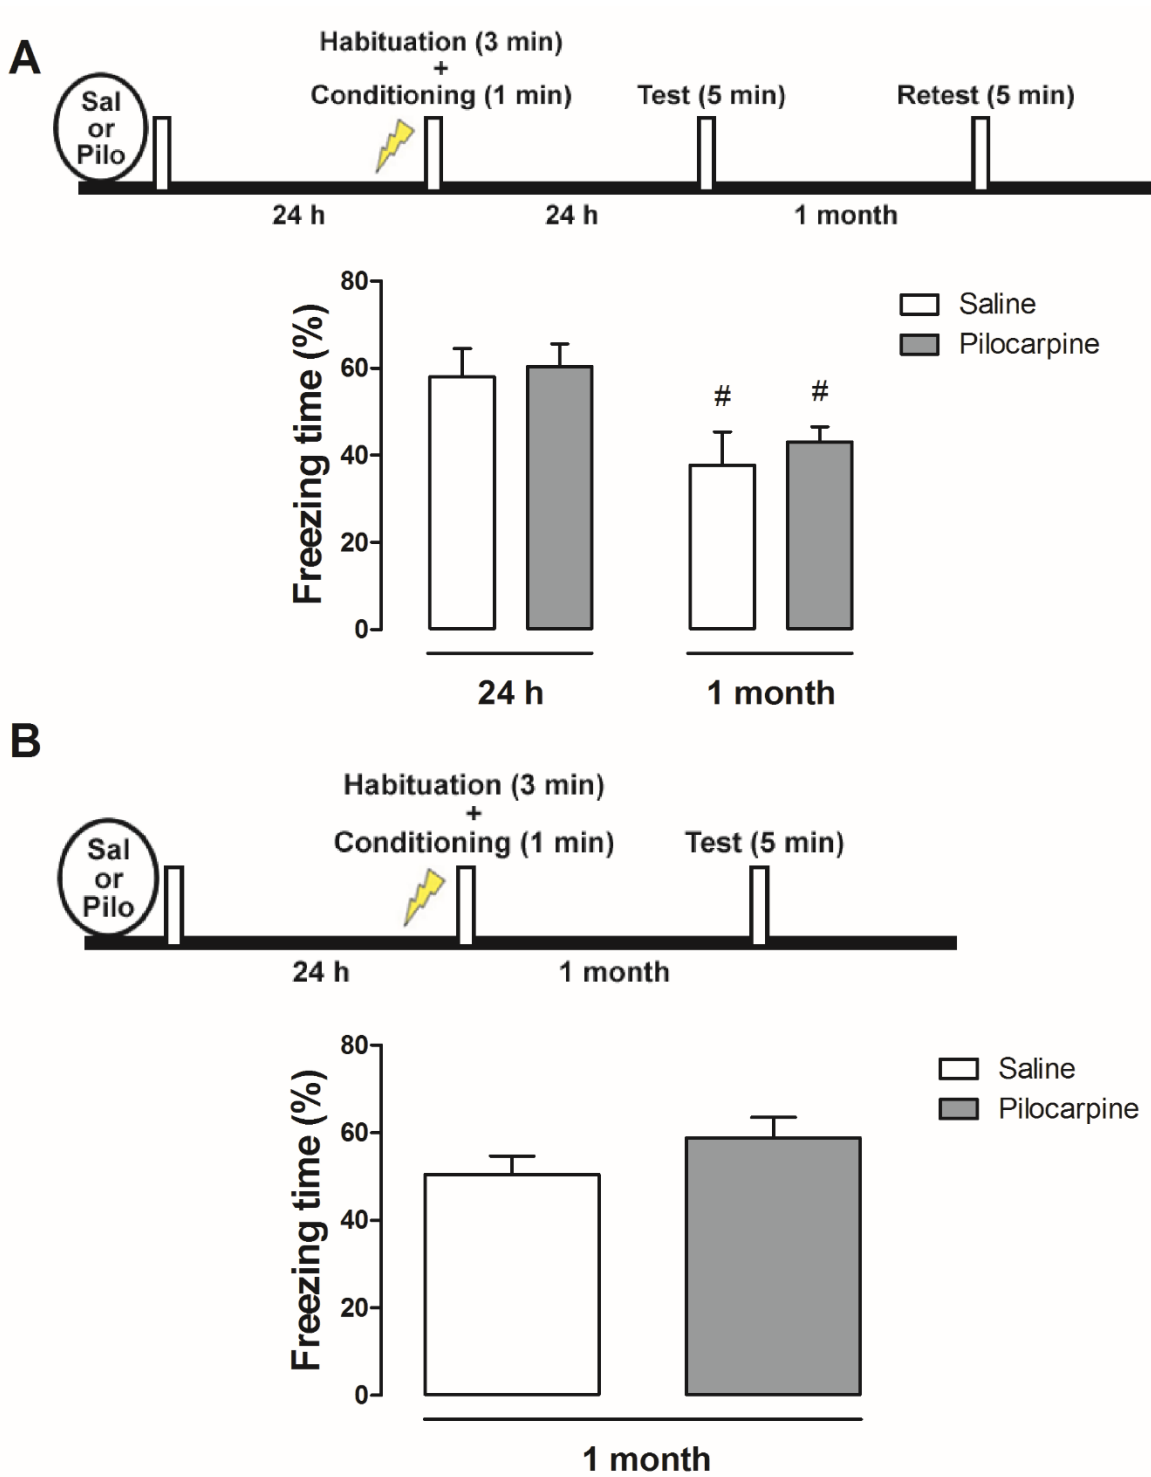 A
Habituation (3 min)
+
Conditioning (1 min)
Test (5 min)
Retest (5 min)
Sal
or
Pilo
24 h
24 h
1 month
Freezing time (%)
80
60
40
20
0
#
#
Saline
Pilocarpine
24 h
1 month
B
Habituation (3 min)
+
Conditioning (1 min)
Test (5 min)
Sal
or
Pilo
24 h
1 month
Freezing time (%)
80
60
40
20
0
Saline
Pilocarpine
1 month